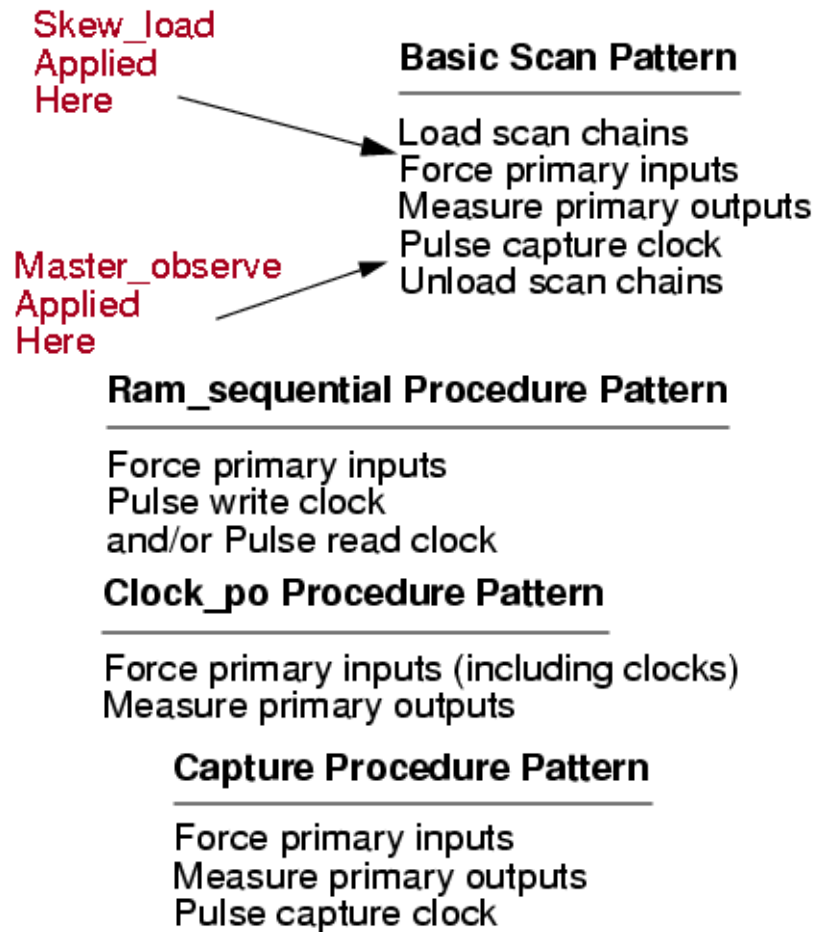 Skew_load
Applied
Here
Basic Scan Pattern
Load scan chains
Force primary inputs
Measure primary outputs
Pulse capture clock
Unload scan chains
Master_observe
Applied
Here
Ram_sequential Procedure Pattern
Force primary inputs
Pulse write clock
and/or Pulse read clock
Clock_po Procedure Pattern
Force primary inputs (including clocks)
Measure primary outputs
Capture Procedure Pattern
Force primary inputs
Measure primary outputs
Pulse capture clock